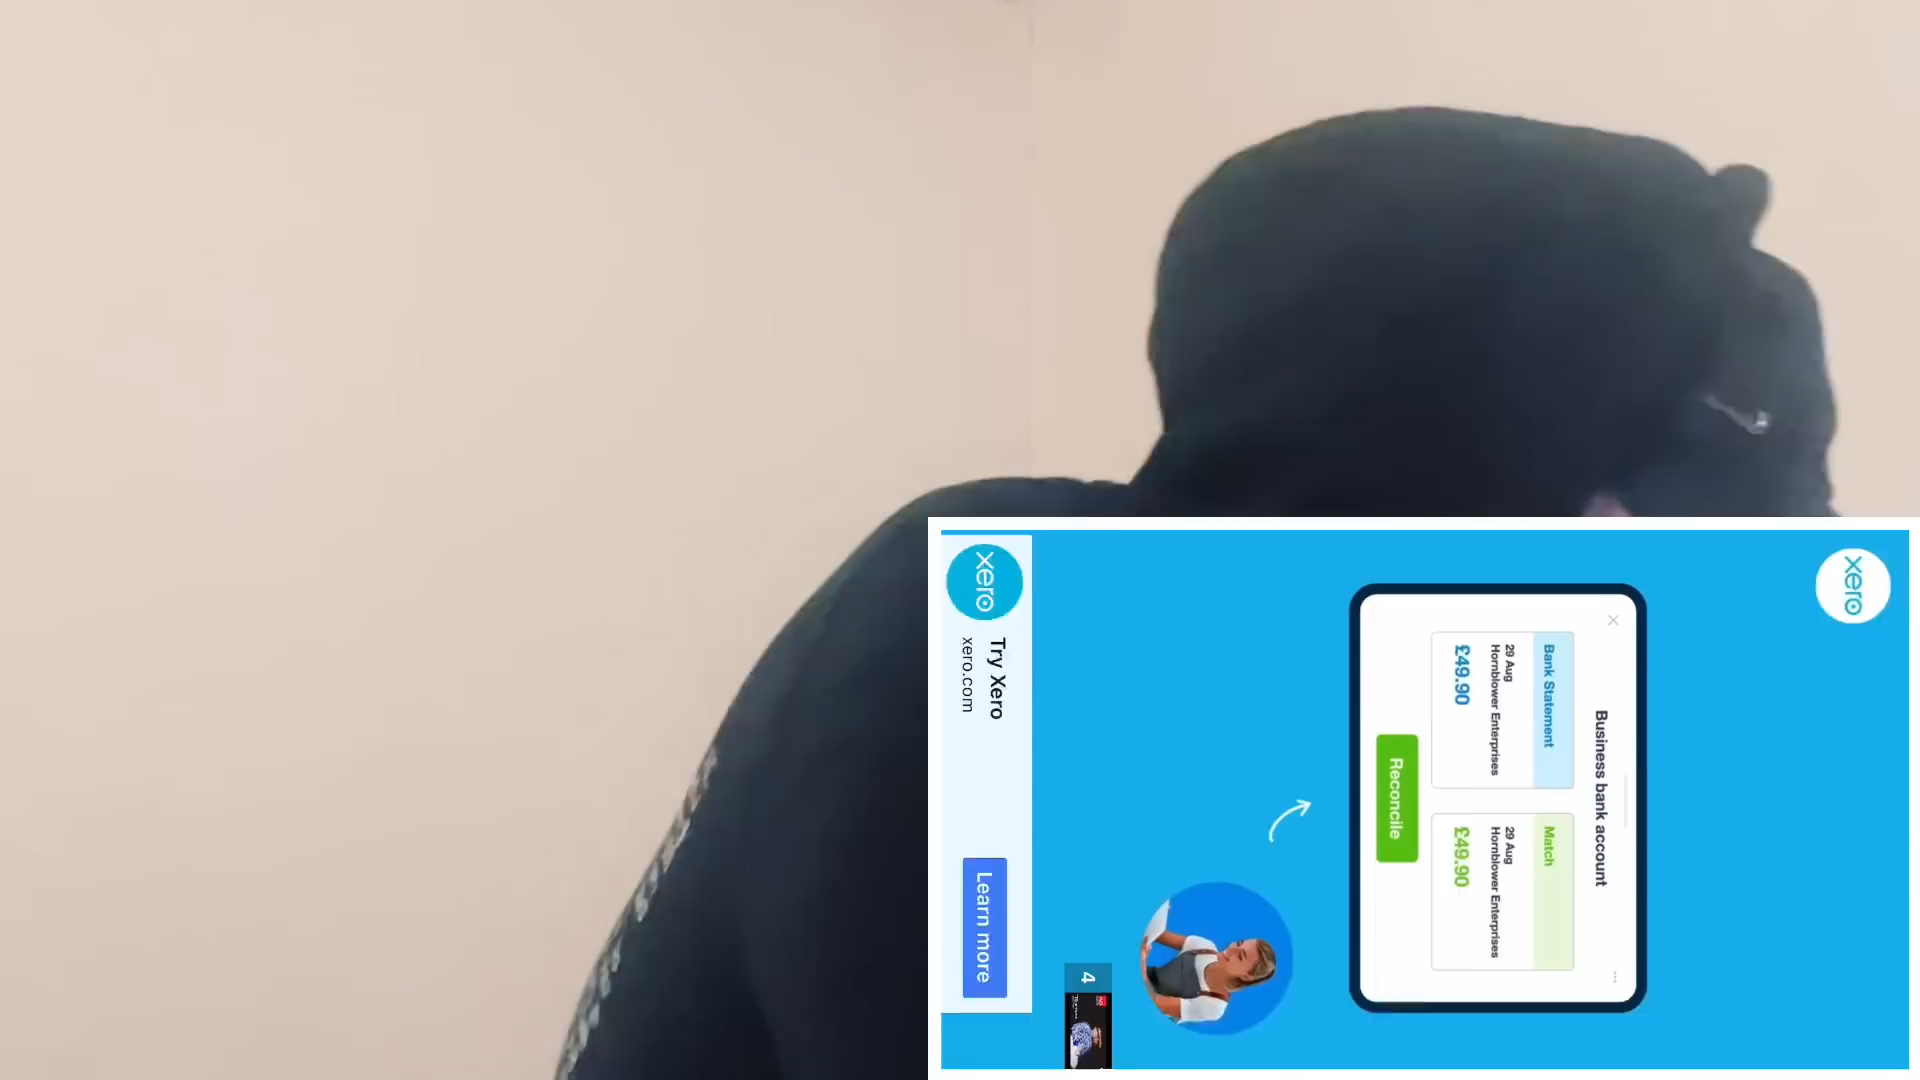 xero
Business bank account
Bank Statement
29 Aug
Hornblower Enterprises
£49.90
Match
29 Aug
Hornblower Enterprises
£49.90
Reconcile
4
xero
Try Xero
xero.com
Learn more